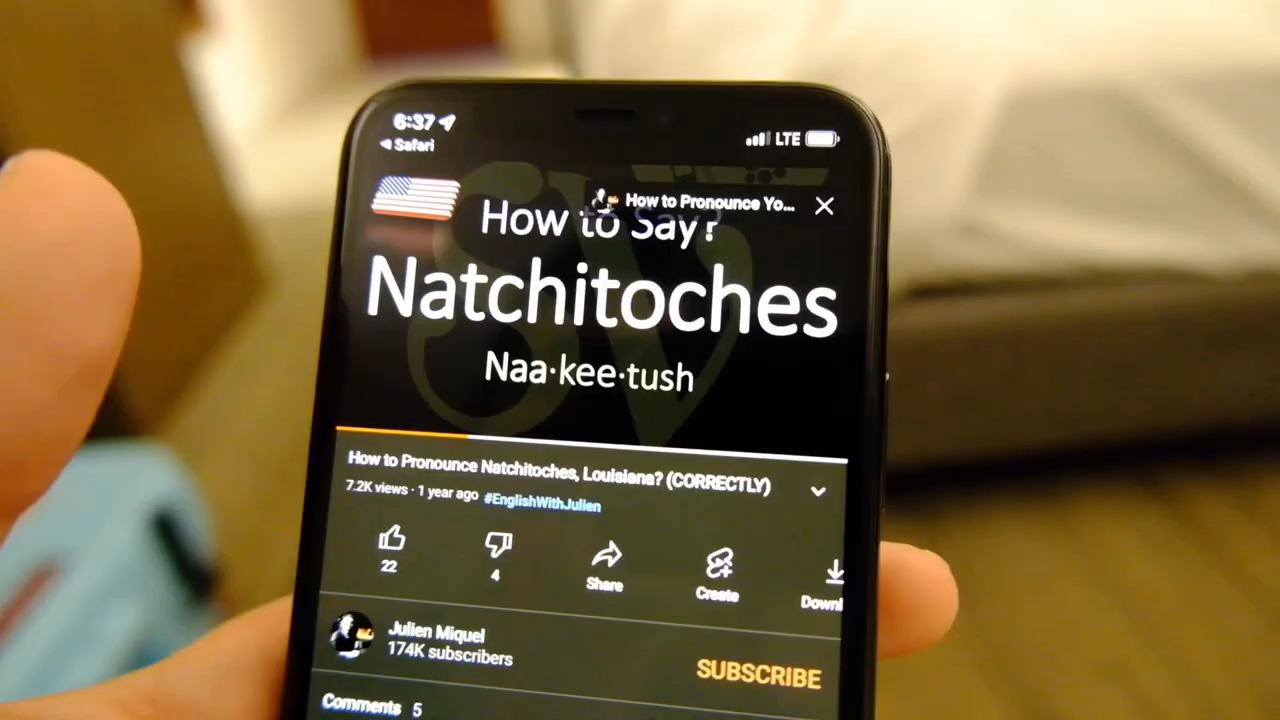 6:37
LTE
Safari
How to Pronounce Yo...
How to Say?
Natchitoches
Naa·kee·tush
How to Pronounce Natchitoches, Louisiana? (CORRECTLY)
7.2K views · 1 year ago #EnglishWithJulien
22
4
Share
Create
Downl
Julien Miquel
174K subscribers
SUBSCRIBE
Comments 5